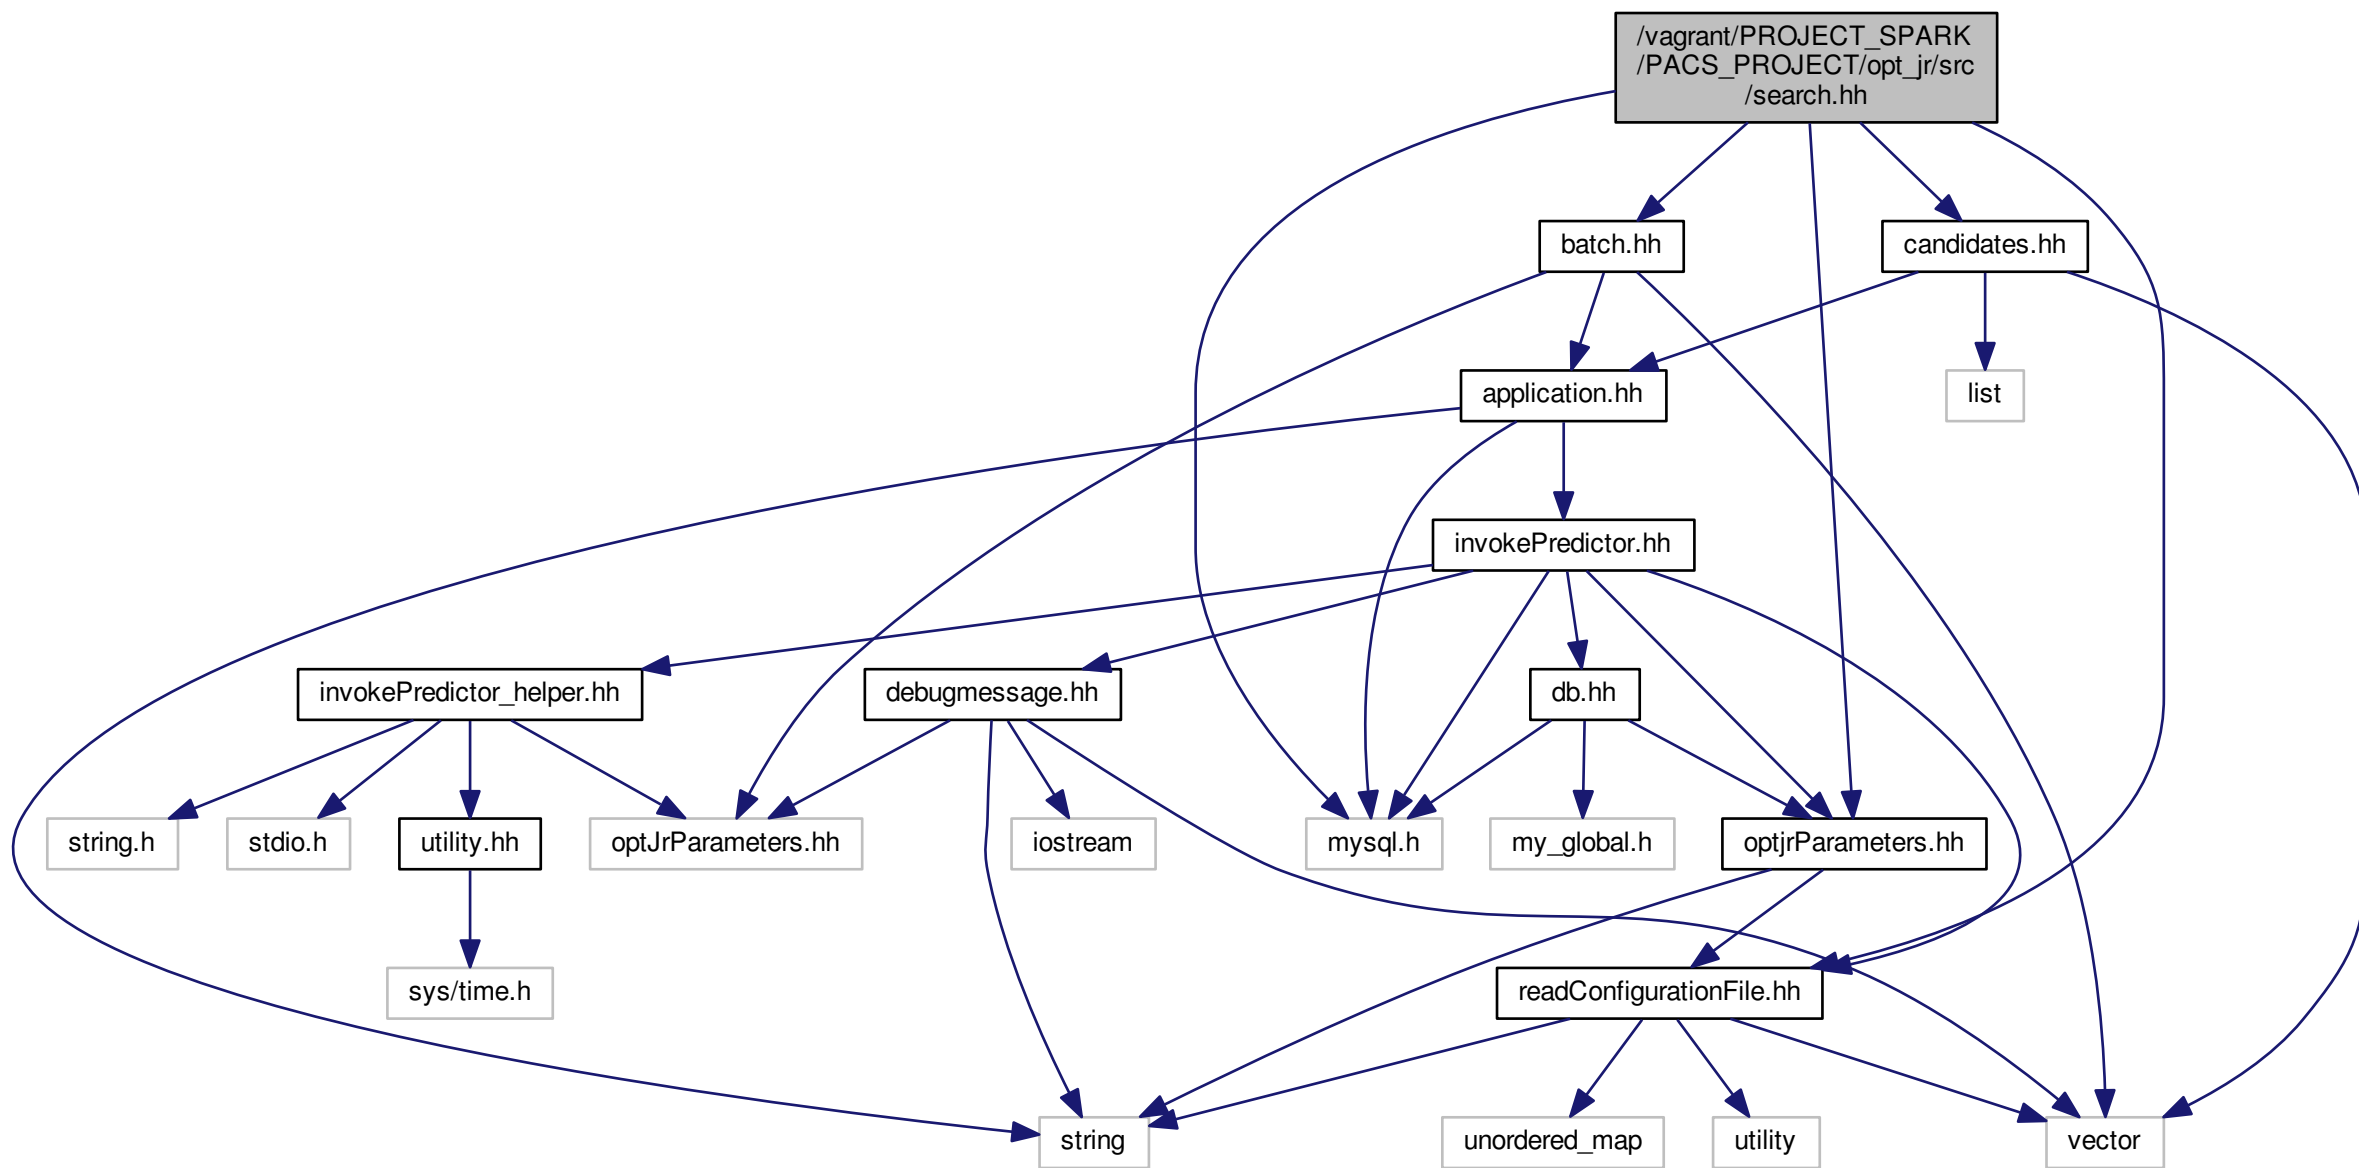 /vagrant/PROJECT_SPARK
/PACS_PROJECT/opt_jr/src
/search.hh
batch.hh
candidates.hh
application.hh
list
invokePredictor.hh
invokePredictor_helper.hh
debugmessage.hh
db.hh
string.h
stdio.h
utility.hh
optJrParameters.hh
iostream
mysql.h
my_global.h
optjrParameters.hh
sys/time.h
readConfigurationFile.hh
string
unordered_map
utility
vector